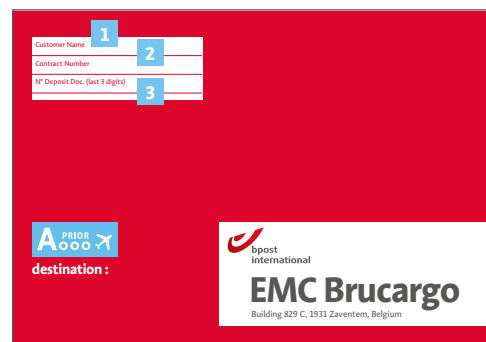 1
Customer Name
2
Contract Number
N° Deposit Doc. (last 3 digits)
3
A PRIOR
destination :
bpost
international
EMC Brucargo
Building 829 C, 1931 Zaventem, Belgium